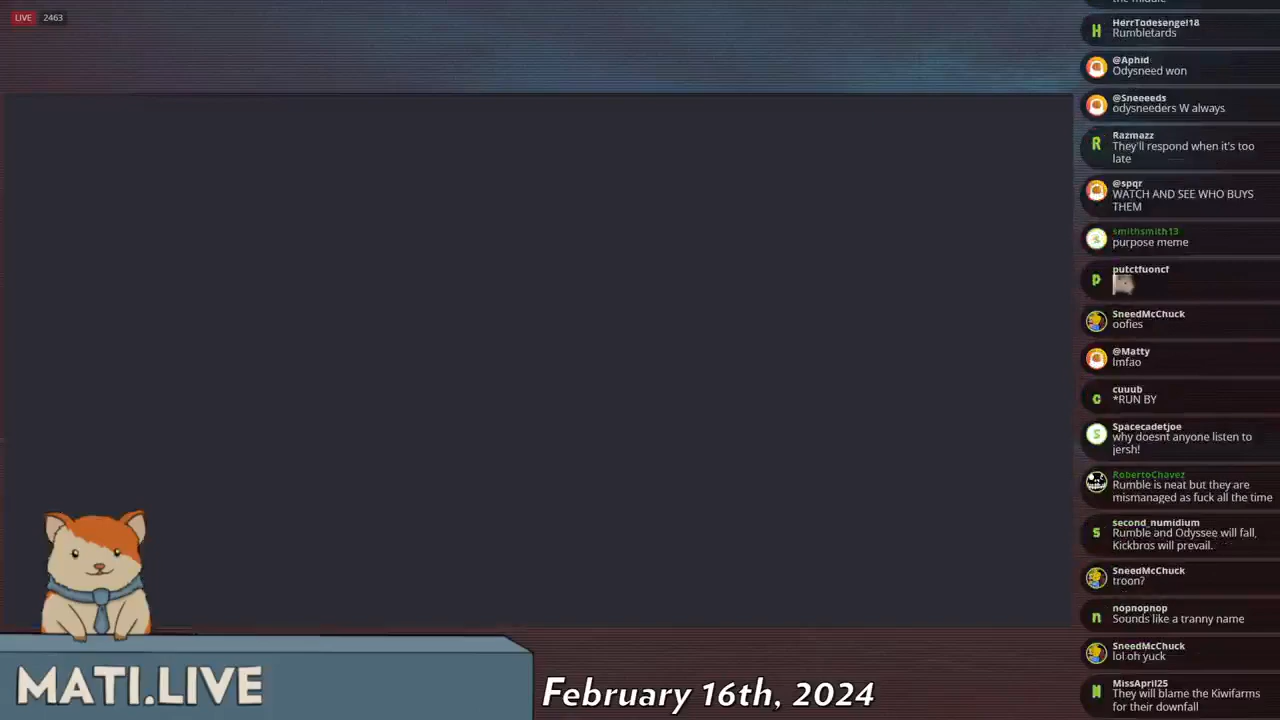 LIVE 2463
the middle.
HerrTodesengel18
Rumbletards
@Aphid
Odysneed won
@Sneeeds
odysneeders W always
Razmazz
They'll respond when it's too
late
@spqr
WATCH AND SEE WHO BUYS
THEM
smithsmith13
purpose meme
putctfuoncf
SneedMcChuck
oofies
@Matty
lmfao
cuuub
*RUN BY
Spacecadetjoe
why doesnt anyone listen to
jersh!
RobertoChavez
Rumble is neat but they are
mismanaged as fuck all the time
second_numidium
Rumble and Odyssee will fall,
Kickbros will prevail.
SneedMcChuck
troon?
nopnopnop
Sounds like a tranny name
SneedMcChuck
lol oh yuck
MissApril25
They will blame the Kiwifarms
for their downfall
MATI.LIVE
February 16th, 2024